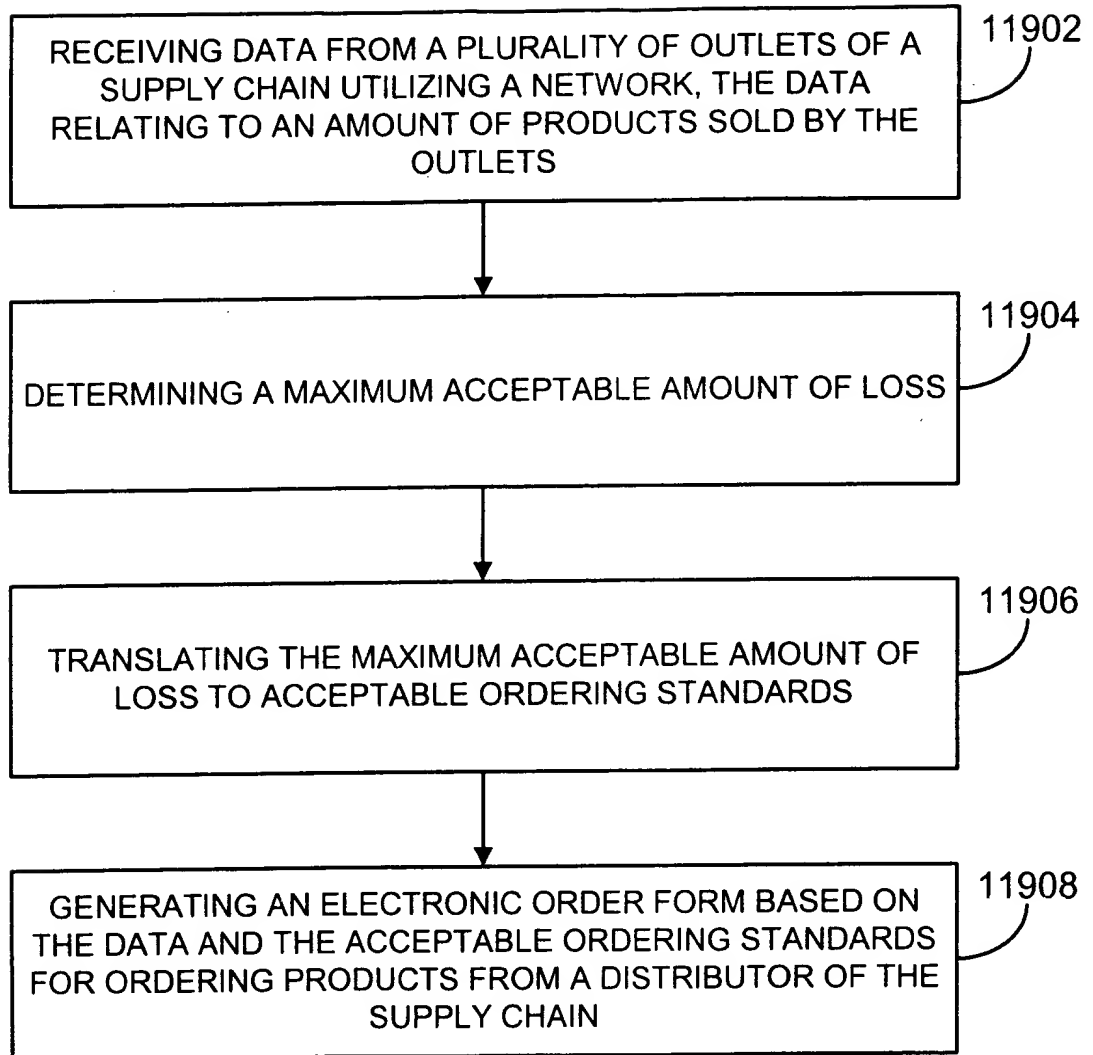 RECEIVING DATA FROM A PLURALITY OF OUTLETS OF A
SUPPLY CHAIN UTILIZING A NETWORK, THE DATA
RELATING TO AN AMOUNT OF PRODUCTS SOLD BY THE
OUTLETS
11902
DETERMINING A MAXIMUM ACCEPTABLE AMOUNT OF LOSS
11904
TRANSLATING THE MAXIMUM ACCEPTABLE AMOUNT OF
LOSS TO ACCEPTABLE ORDERING STANDARDS
11906
GENERATING AN ELECTRONIC ORDER FORM BASED ON
THE DATA AND THE ACCEPTABLE ORDERING STANDARDS
FOR ORDERING PRODUCTS FROM A DISTRIBUTOR OF THE
SUPPLY CHAIN
11908